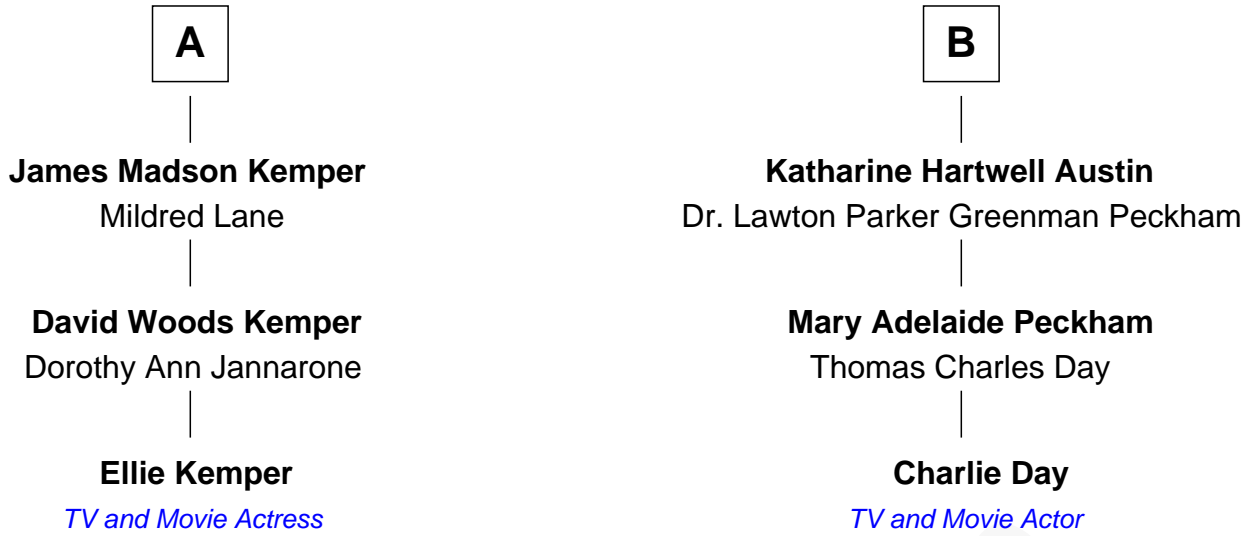 A
James Madson Kemper
Mildred Lane
David Woods Kemper
Dorothy Ann Jannarone
Ellie Kemper
TV and Movie Actress
B
Katharine Hartwell Austin
Dr. Lawton Parker Greenman Peckham
Mary Adelaide Peckham
Thomas Charles Day
Charlie Day
TV and Movie Actor